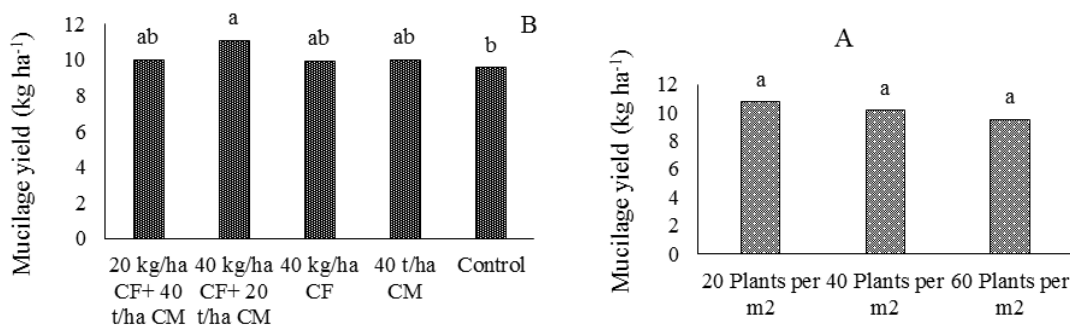 B
Mucilage yield (kg ha⁻¹)
12
10
8
6
4
2
0
ab
a
ab
ab
b
20 kg/ha
CF+ 40
t/ha CM
40 kg/ha
CF+ 20
t/ha CM
40 kg/ha
CF
40 t/ha
CM
Control
A
Mucilage yield (kg ha⁻¹)
12
10
8
6
4
2
0
a
a
a
20 Plants per
m2
40 Plants per
m2
60 Plants per
m2